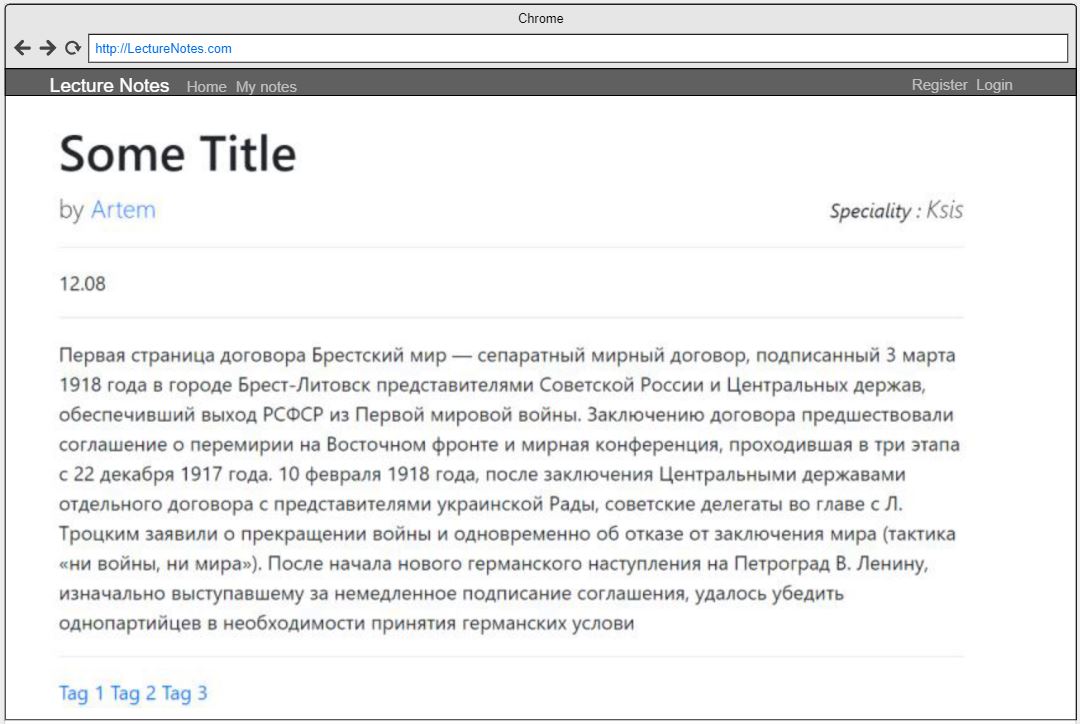 Chrome
http://LectureNotes.com
Lecture Notes Home My notes Register Login
Some Title
by Artem Speciality : Ksis
12.08
Первая страница договора Брестский мир — сепаратный мирный договор, подписанный 3 марта
1918 года в городе Брест-Литовск представителями Советской России и Центральных держав,
обеспечивший выход РСФСР из Первой мировой войны. Заключению договора предшествовали
соглашение о перемирии на Восточном фронте и мирная конференция, проходившая в три этапа
с 22 декабря 1917 года. 10 февраля 1918 года, после заключения Центральными державами
отдельного договора с представителями украинской Рады, советские делегаты во главе с Л.
Троцким заявили о прекращении войны и одновременно об отказе от заключения мира (тактика
«ни войны, ни мира»). После начала нового германского наступления на Петроград В. Ленину,
изначально выступавшему за немедленное подписание соглашения, удалось убедить
однопартийцев в необходимости принятия германских услови
Tag 1 Tag 2 Tag 3